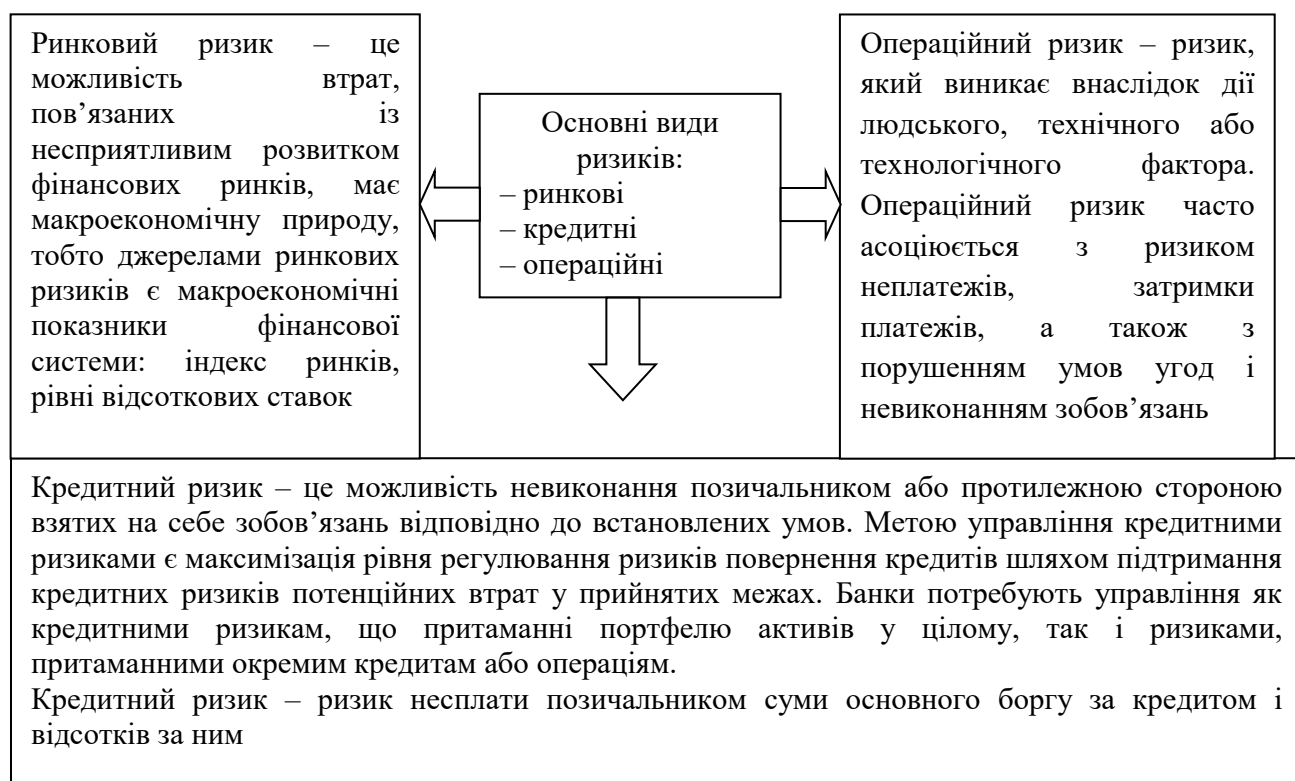 Ринковий ризик – це
можливість втрат,
пов’язаних із
несприятливим розвитком
фінансових ринків, має
макроекономічну природу,
тобто джерелами ринкових
ризиків є макроекономічні
показники фінансової
системи: індекс ринків,
рівні відсоткових ставок
Основні види
ризиків:
– ринкові
– кредитні
– операційні
Операційний ризик – ризик,
який виникає внаслідок дії
людського, технічного або
технологічного фактора.
Операційний ризик часто
асоціюється з ризиком
неплатежів, затримки
платежів, а також з
порушенням умов угод і
невиконанням зобов’язань
Кредитний ризик – це можливість невиконання позичальником або протилежною стороною
взятих на себе зобов’язань відповідно до встановлених умов. Метою управління кредитними
ризиками є максимізація рівня регулювання ризиків повернення кредитів шляхом підтримання
кредитних ризиків потенційних втрат у прийнятих межах. Банки потребують управління як
кредитними ризикам, що притаманні портфелю активів у цілому, так і ризиками,
притаманними окремим кредитам або операціям.
Кредитний ризик – ризик несплати позичальником суми основного боргу за кредитом і
відсотків за ним